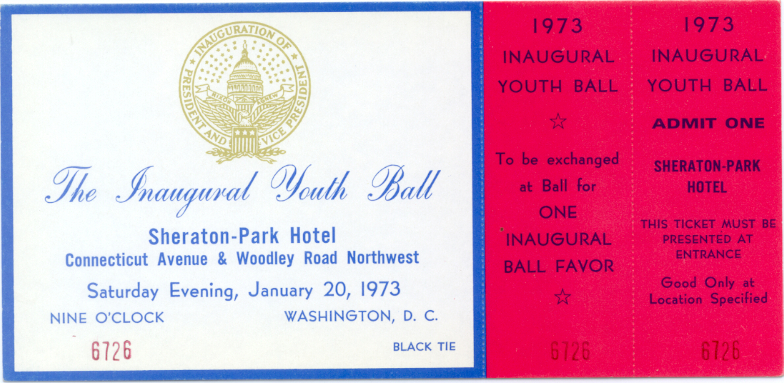 INAUGURATION OF
PRESIDENT AND VICE PRESIDENT
The Inaugural Youth Ball
Sheraton-Park Hotel
Connecticut Avenue & Woodley Road Northwest
Saturday Evening, January 20, 1973
NINE O'CLOCK WASHINGTON, D. C.
6726
BLACK TIE
1973
INAUGURAL
YOUTH BALL
To be exchanged
at Ball for
ONE
INAUGURAL
BALL FAVOR
6726
1973
INAUGURAL
YOUTH BALL
ADMIT ONE
SHERATON-PARK
HOTEL
THIS TICKET MUST BE
PRESENTED AT
ENTRANCE
Good Only at
Location Specified
6726